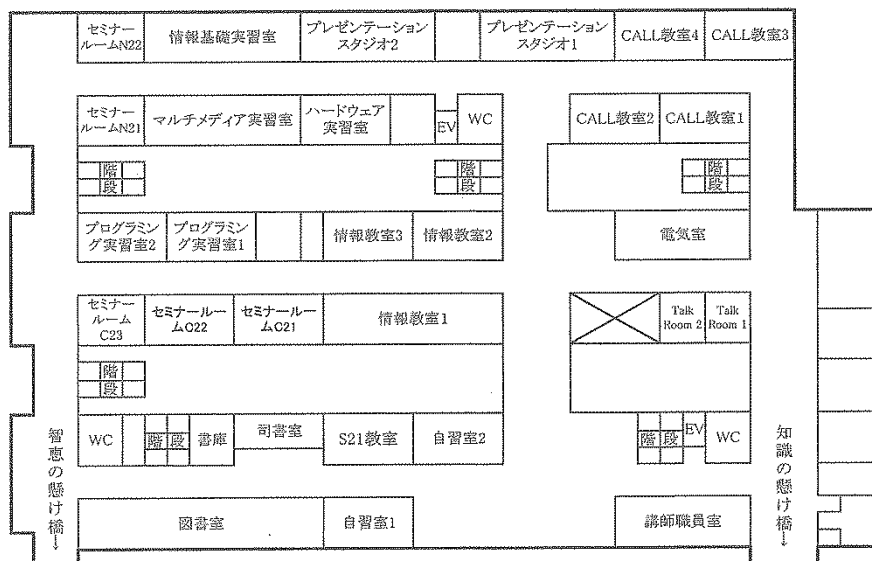 セミナー
ルームN22
情報基礎実習室
プレゼンテーション
スタジオ2
プレゼンテーション
スタジオ1
CALL教室4
CALL教室3
セミナー
ルームN21
マルチメディア実習室
ハードウェア
実習室
EV
WC
CALL教室2
CALL教室1
階
段
階
段
階
段
プログラミン
グ実習室2
プログラミン
グ実習室1
情報教室3
情報教室2
電気室
セミナー
ルーム
C23
セミナールー
ムC22
セミナールー
ムC21
情報教室1
Talk
Room 2
Talk
Room 1
階
段
WC
階段
書庫
司書室
S21教室
自習室2
階段
EV
WC
智恵の懸け橋→
知識の懸け橋→
図書室
自習室1
講師職員室